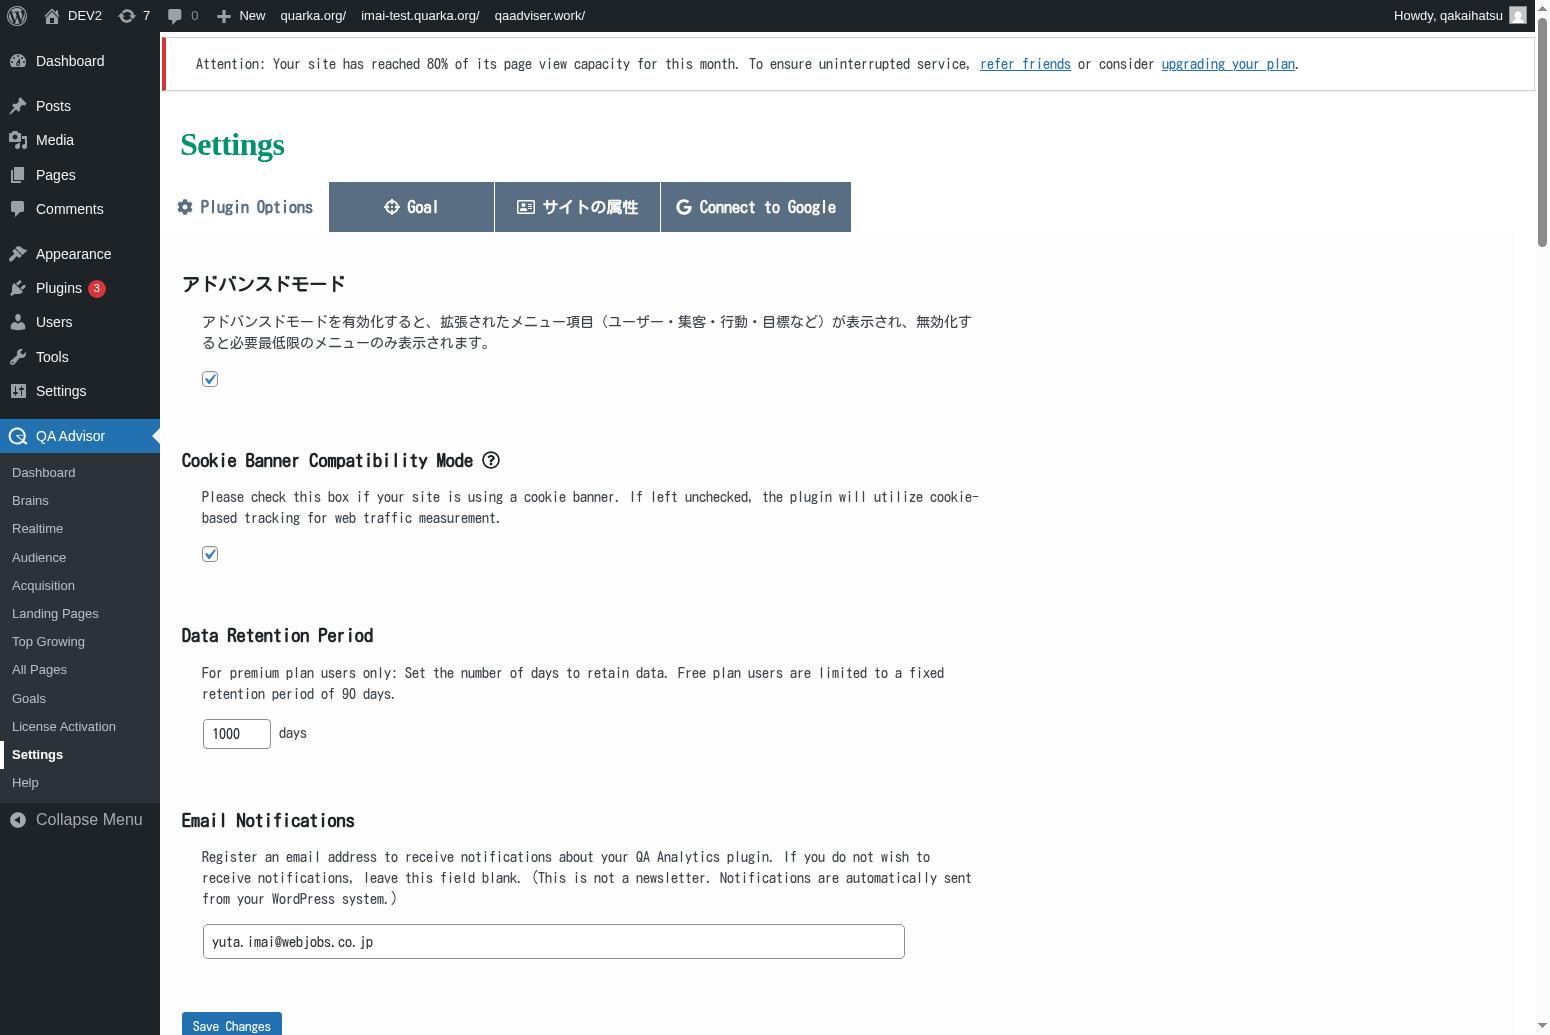 DEV2
7
0
New
quarka.org/
imai-test.quarka.org/
qaadviser.work/
Howdy, qakaihatsu
Dashboard
Posts
Media
Pages
Comments
Appearance
Plugins 3
Users
Tools
Settings
QA Advisor
Dashboard
Brains
Realtime
Audience
Acquisition
Landing Pages
Top Growing
All Pages
Goals
License Activation
Settings
Help
Collapse Menu
Attention: Your site has reached 80% of its page view capacity for this month. To ensure uninterrupted service, refer friends or consider upgrading your plan.
Settings
Plugin Options
Goal
サイトの属性
Connect to Google
アドバンスドモード
アドバンスドモードを有効化すると、拡張されたメニュー項目（ユーザー・集客・行動・目標など）が表示され、無効化す
ると必要最低限のメニューのみ表示されます。
Cookie Banner Compatibility Mode
Please check this box if your site is using a cookie banner. If left unchecked, the plugin will utilize cookie-
based tracking for web traffic measurement.
Data Retention Period
For premium plan users only: Set the number of days to retain data. Free plan users are limited to a fixed
retention period of 90 days.
1000 days
Email Notifications
Register an email address to receive notifications about your QA Analytics plugin. If you do not wish to
receive notifications, leave this field blank. (This is not a newsletter. Notifications are automatically sent
from your WordPress system.)
yuta.imai@webjobs.co.jp
Save Changes